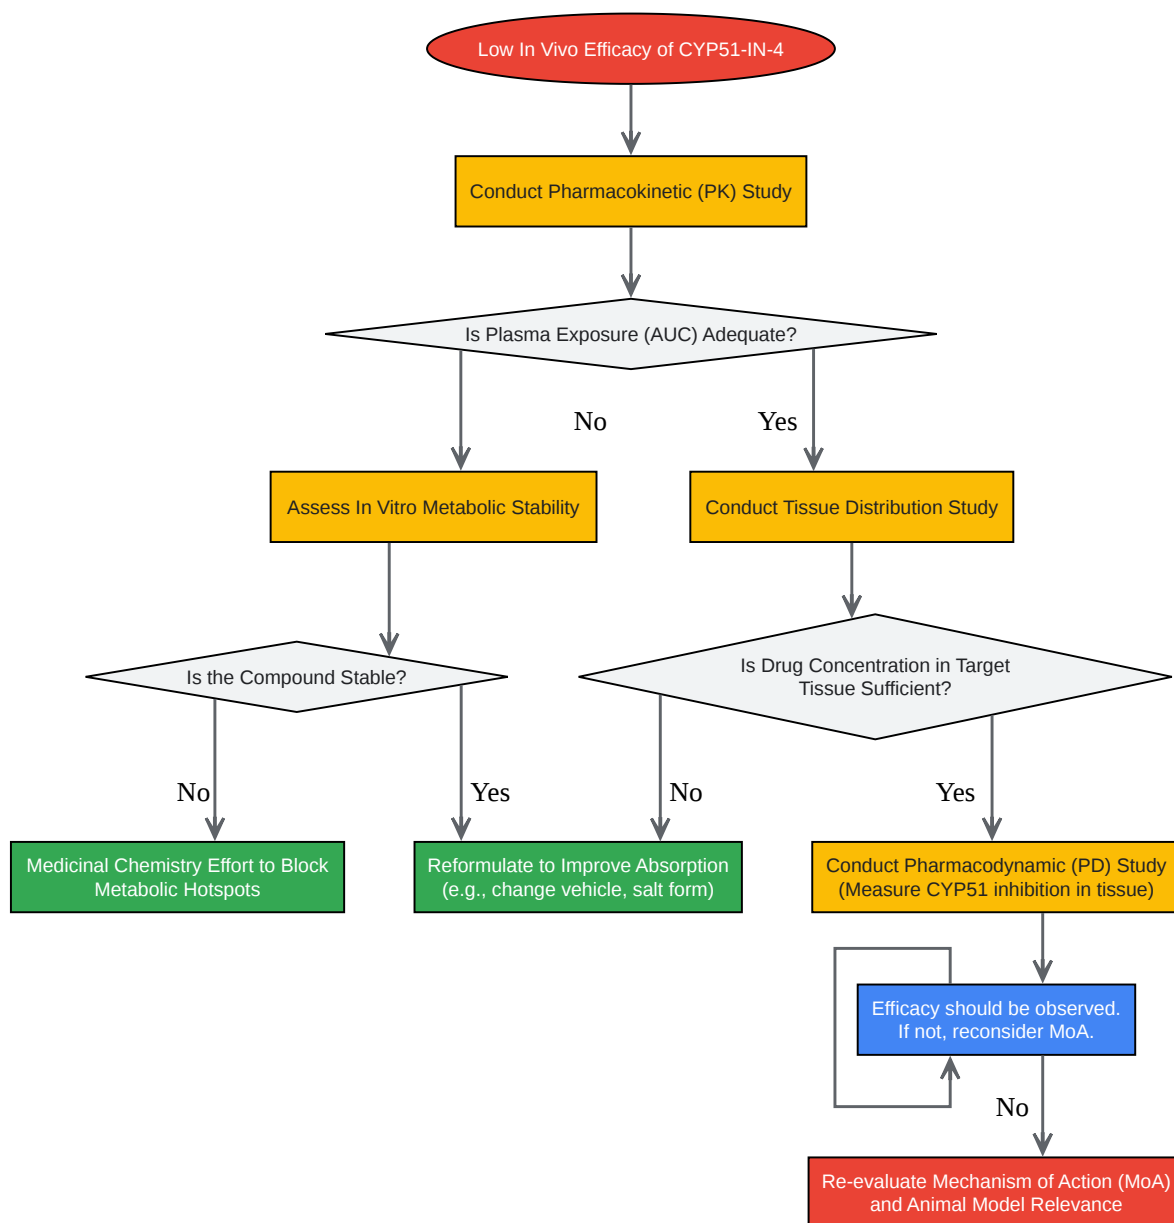 Low In Vivo Efficacy of CYP51-IN-4
Conduct Pharmacokinetic (PK) Study
Is Plasma Exposure (AUC) Adequate?
No
Yes
Assess In Vitro Metabolic Stability
Conduct Tissue Distribution Study
Is the Compound Stable?
Is Drug Concentration in Target
Tissue Sufficient?
No
Yes
No
Yes
Medicinal Chemistry Effort to Block
Metabolic Hotspots
Reformulate to Improve Absorption
(e.g., change vehicle, salt form)
Conduct Pharmacodynamic (PD) Study
(Measure CYP51 inhibition in tissue)
Efficacy should be observed.
If not, reconsider MoA.
No
Re-evaluate Mechanism of Action (MoA)
and Animal Model Relevance